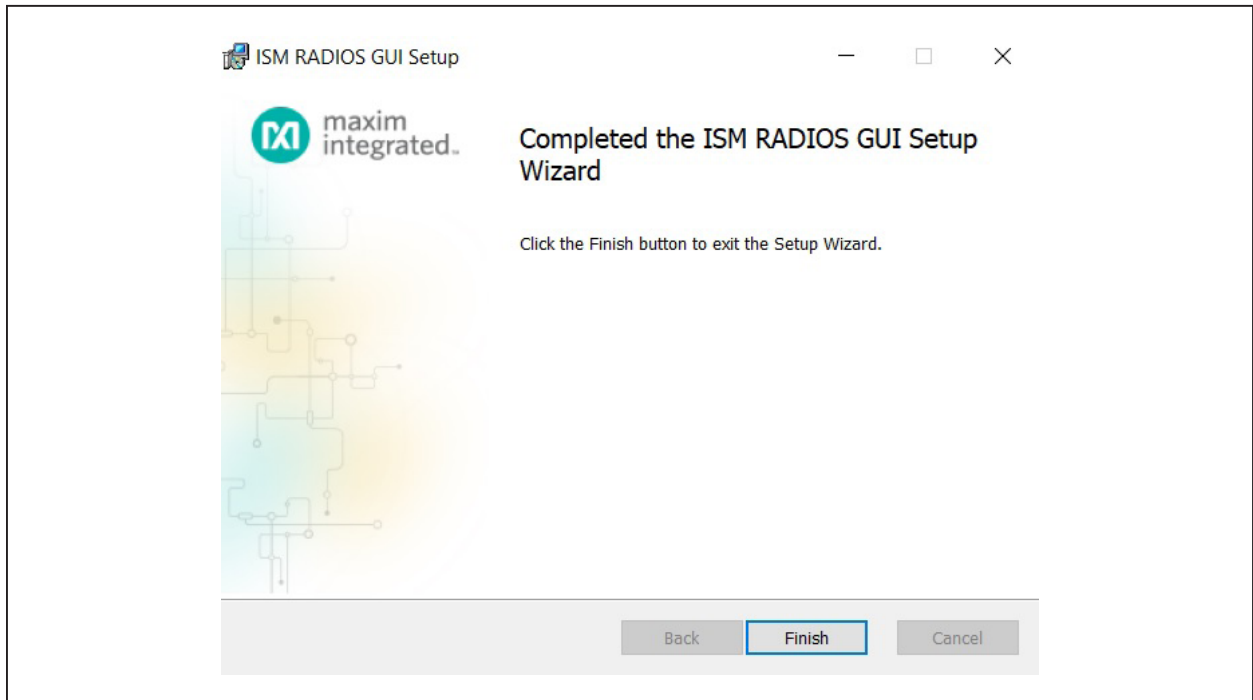 ISM RADIOS GUI Setup
maxim
integrated™
Completed the ISM RADIOS GUI Setup
Wizard
Click the Finish button to exit the Setup Wizard.
Back Finish Cancel